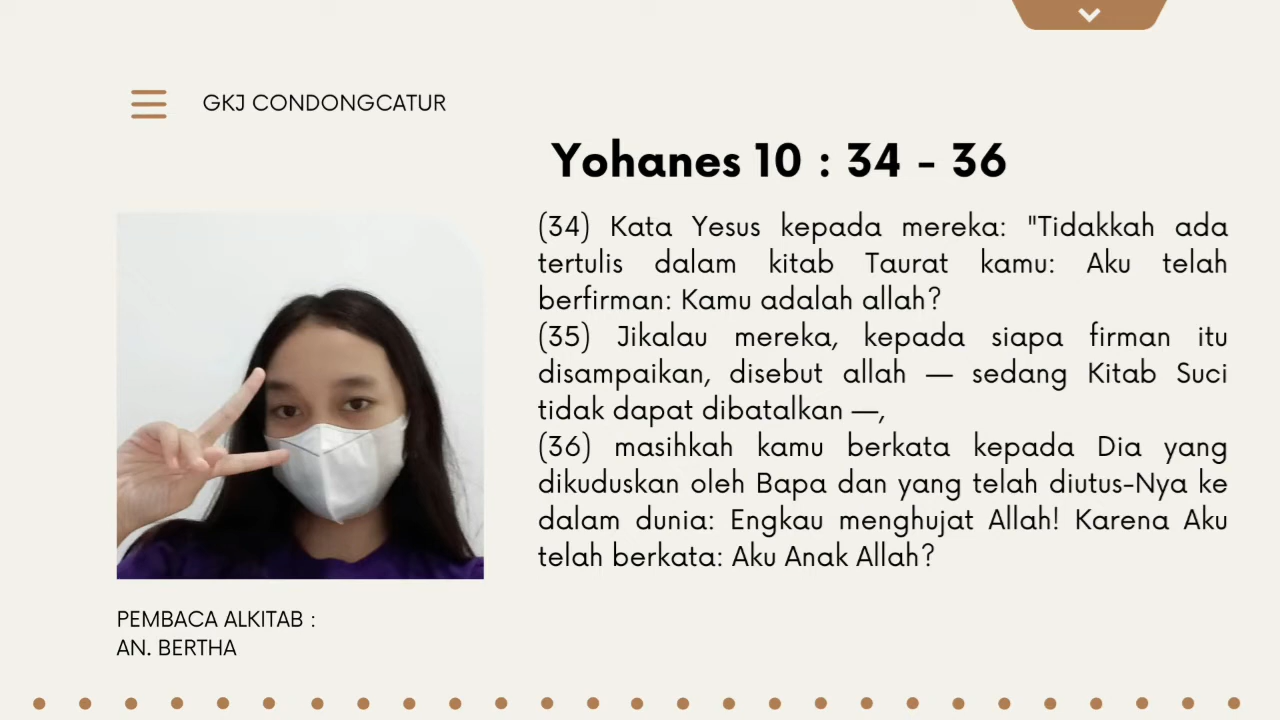 GKJ CONDONGCATUR
Yohanes 10 : 34 - 36
(34) Kata Yesus kepada mereka: "Tidakkah ada
tertulis dalam kitab Taurat kamu: Aku telah
berfirman: Kamu adalah allah?
(35) Jikalau mereka, kepada siapa firman itu
disampaikan, disebut allah — sedang Kitab Suci
tidak dapat dibatalkan —,
(36) masihkah kamu berkata kepada Dia yang
dikuduskan oleh Bapa dan yang telah diutus-Nya ke
dalam dunia: Engkau menghujat Allah! Karena Aku
telah berkata: Aku Anak Allah?
PEMBACA ALKITAB :
AN. BERTHA